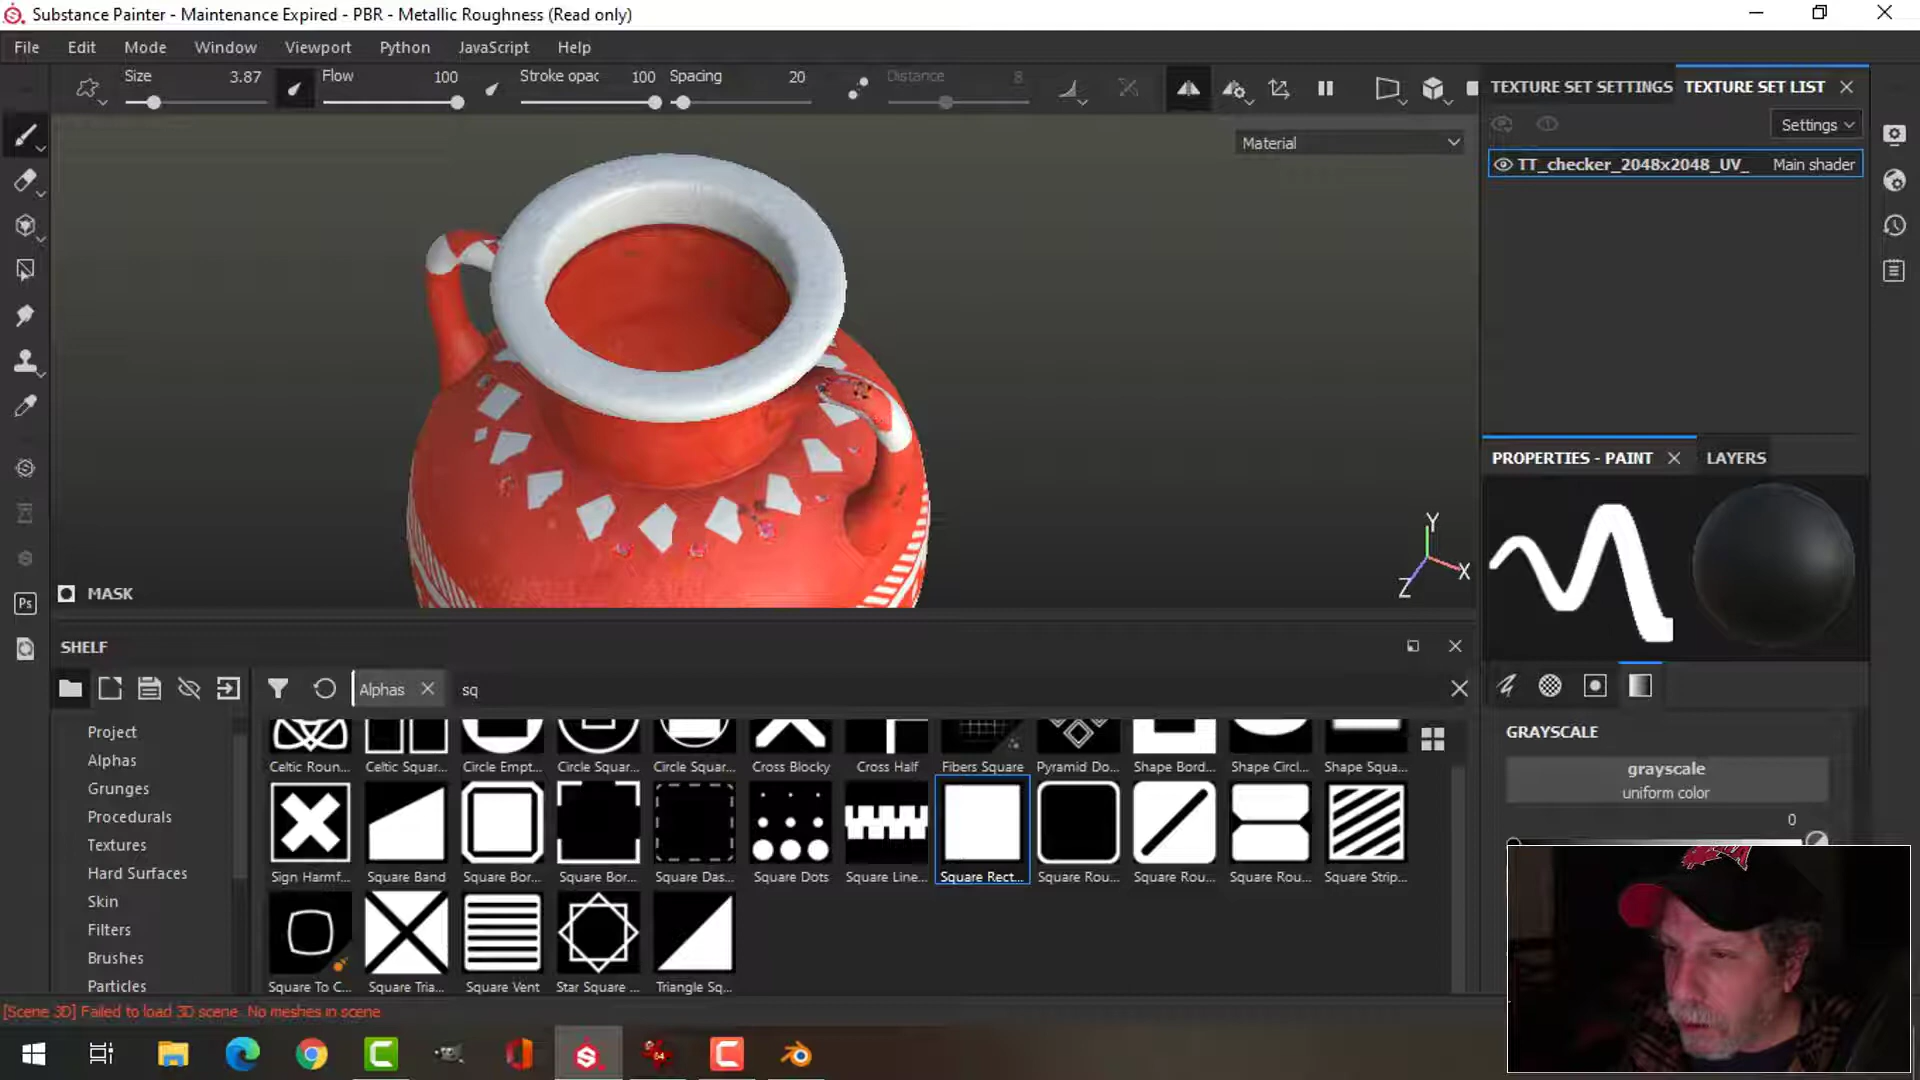 Substance Painter - Maintenance Expired - PBR - Metallic Roughness (Read only)
File Edit Mode Window Viewport Python JavaScript Help
Size 3.87 Flow 100 Stroke opac 100 Spacing 20 Distance 8
TEXTURE SET SETTINGS TEXTURE SET LIST
Settings
Material
TT_checker_2048x2048_UV_ Main shader
PROPERTIES - PAINT LAYERS
Y
X
Z
MASK
Ps
SHELF
Alphas sq
GRAYSCALE
grayscale
uniform color
0
Project
Alphas
Grunges
Procedurals
Textures
Hard Surfaces
Skin
Filters
Brushes
Particles
Celtic Roun... Celtic Squar... Circle Empt... Circle Squar... Circle Squar... Cross Blocky Cross Half Fibers Square Pyramid Do... Shape Bord... Shape Circl... Shape Squa...
Sign Harmf... Square Band Square Bor... Square Bor... Square Das... Square Dots Square Line... Square Rect... Square Rou... Square Rou... Square Rou... Square Strip...
Square To C... Square Tria... Square Vent Star Square ... Triangle Sq...
[Scene 3D] Failed to load 3D scene. No meshes in scene